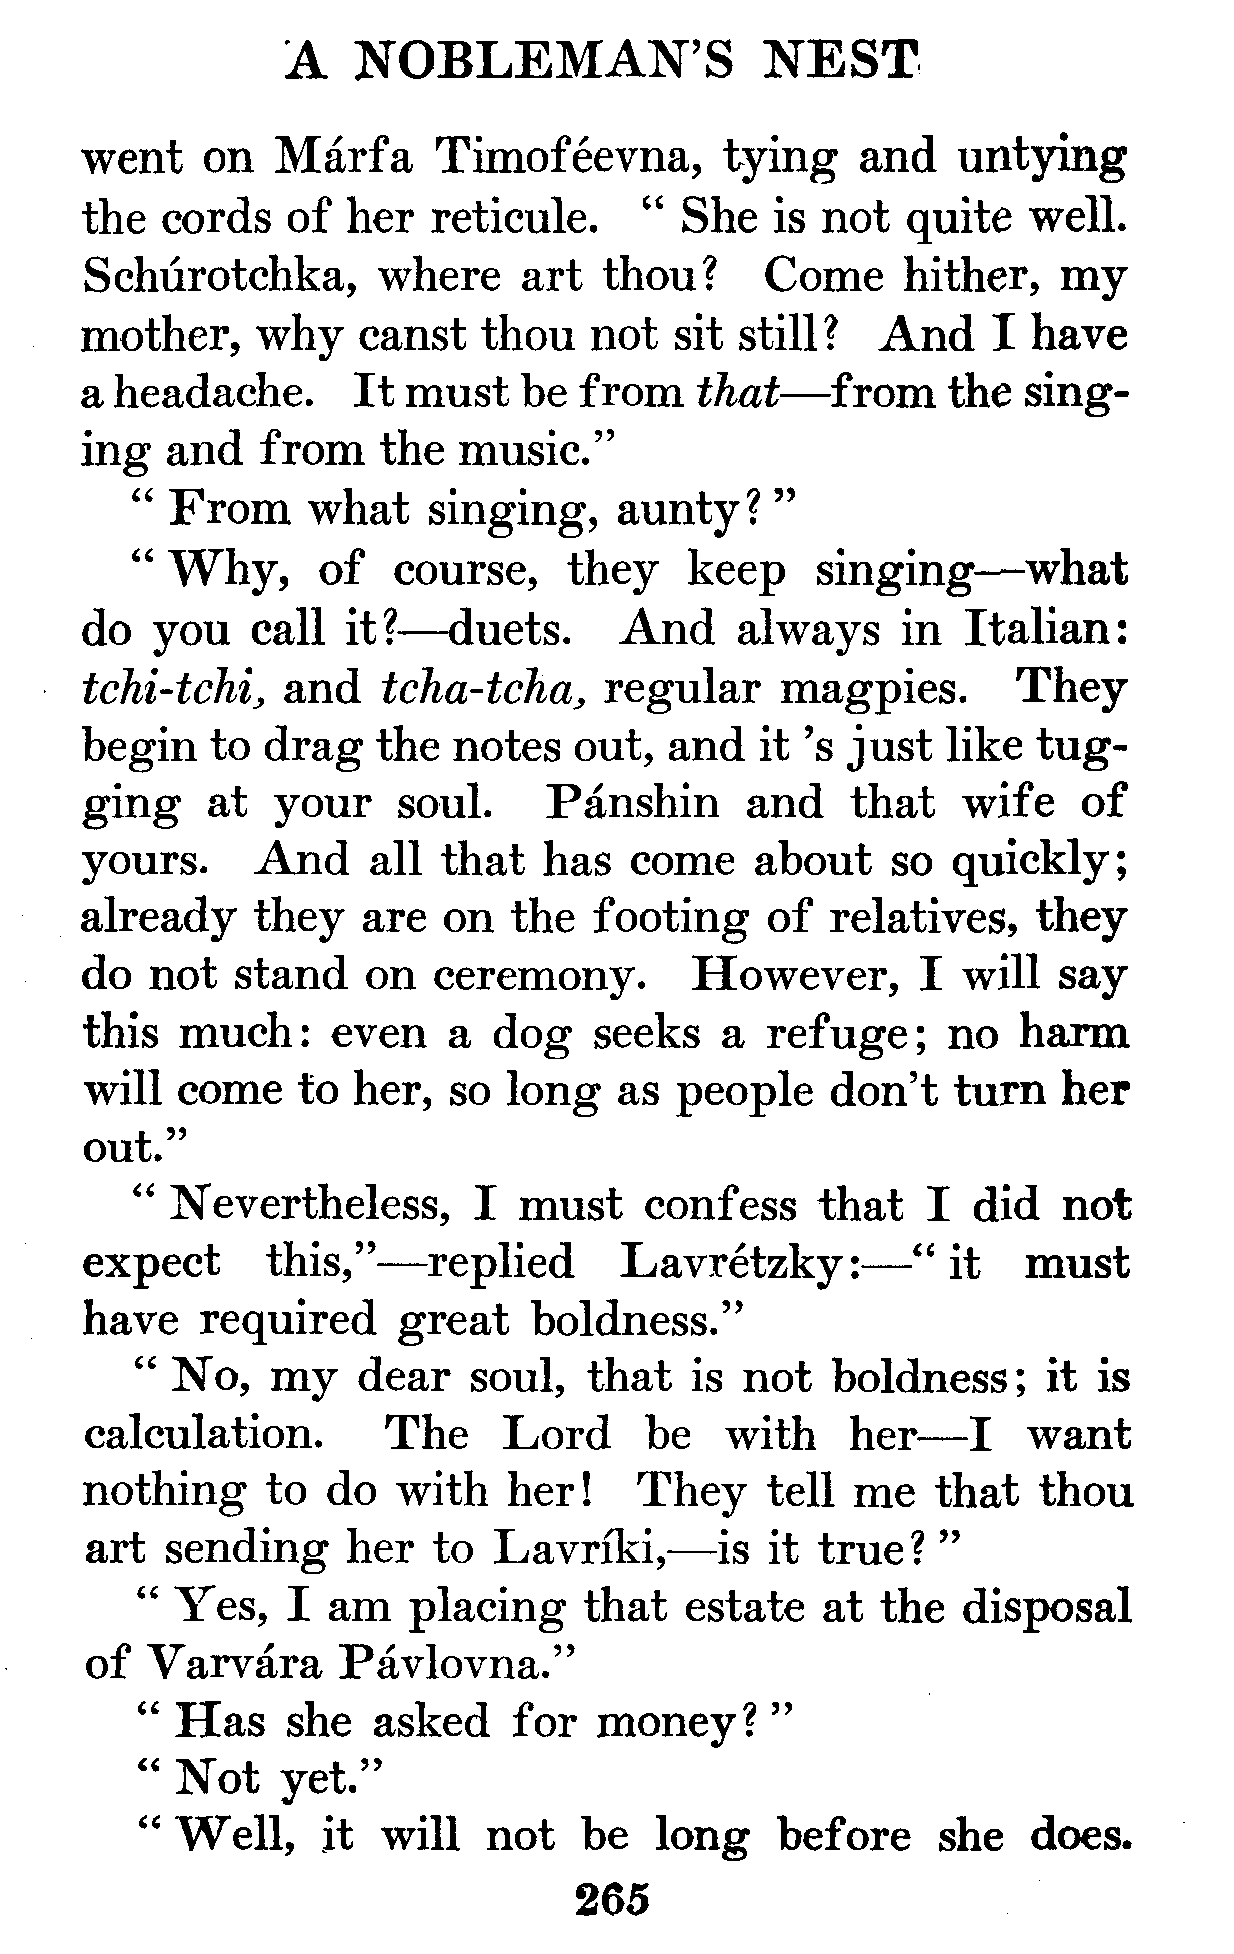 A NOBLEMAN'S NEST
went on Márfa Timoféevna, tying and untying
the cords of her reticule. “ She is not quite well.
Schúrotchka, where art thou? Come hither, my
mother, why canst thou not sit still? And I have
a headache. It must be from that—from the sing-
ing and from the music.”
“ From what singing, aunty? ”
“ Why, of course, they keep singing—what
do you call it?—duets. And always in Italian:
tchi-tchi, and tcha-tcha, regular magpies. They
begin to drag the notes out, and it 's just like tug-
ging at your soul. Pánshin and that wife of
yours. And all that has come about so quickly;
already they are on the footing of relatives, they
do not stand on ceremony. However, I will say
this much: even a dog seeks a refuge; no harm
will come to her, so long as people don't turn her
out.”
“ Nevertheless, I must confess that I did not
expect this,”—replied Lavrétzky:—“ it must
have required great boldness.”
“ No, my dear soul, that is not boldness; it is
calculation. The Lord be with her—I want
nothing to do with her! They tell me that thou
art sending her to Lavríki,—is it true? ”
“ Yes, I am placing that estate at the disposal
of Varvára Pávlovna.”
“ Has she asked for money? ”
“ Not yet.”
“ Well, it will not be long before she does.
265